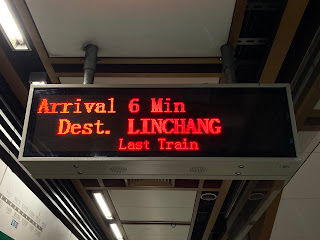 Arrival 6 Min
Dest. LINCHANG
Last Train